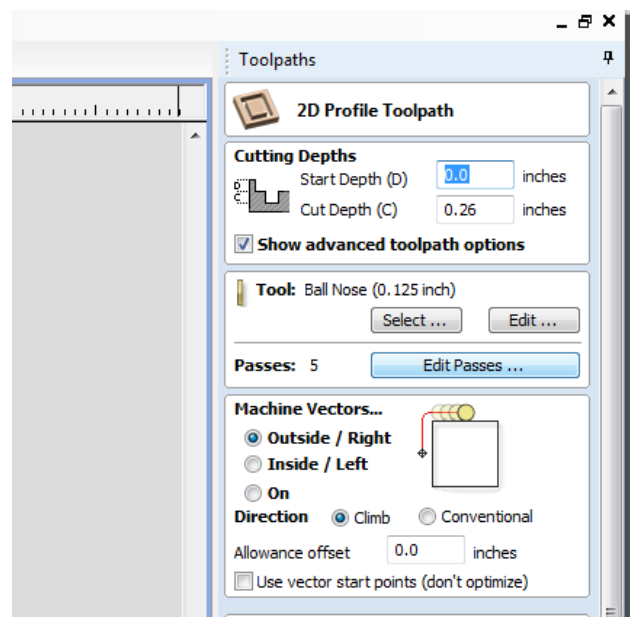 Toolpaths
2D Profile Toolpath
Cutting Depths
Start Depth (D) 0.0 inches
D
C
Cut Depth (C) 0.26 inches
Show advanced toolpath options
Tool: Ball Nose (0.125 inch)
Select ... Edit ...
Passes: 5 Edit Passes ...
Machine Vectors...
Outside / Right
Inside / Left
On
Direction Climb Conventional
Allowance offset 0.0 inches
Use vector start points (don't optimize)